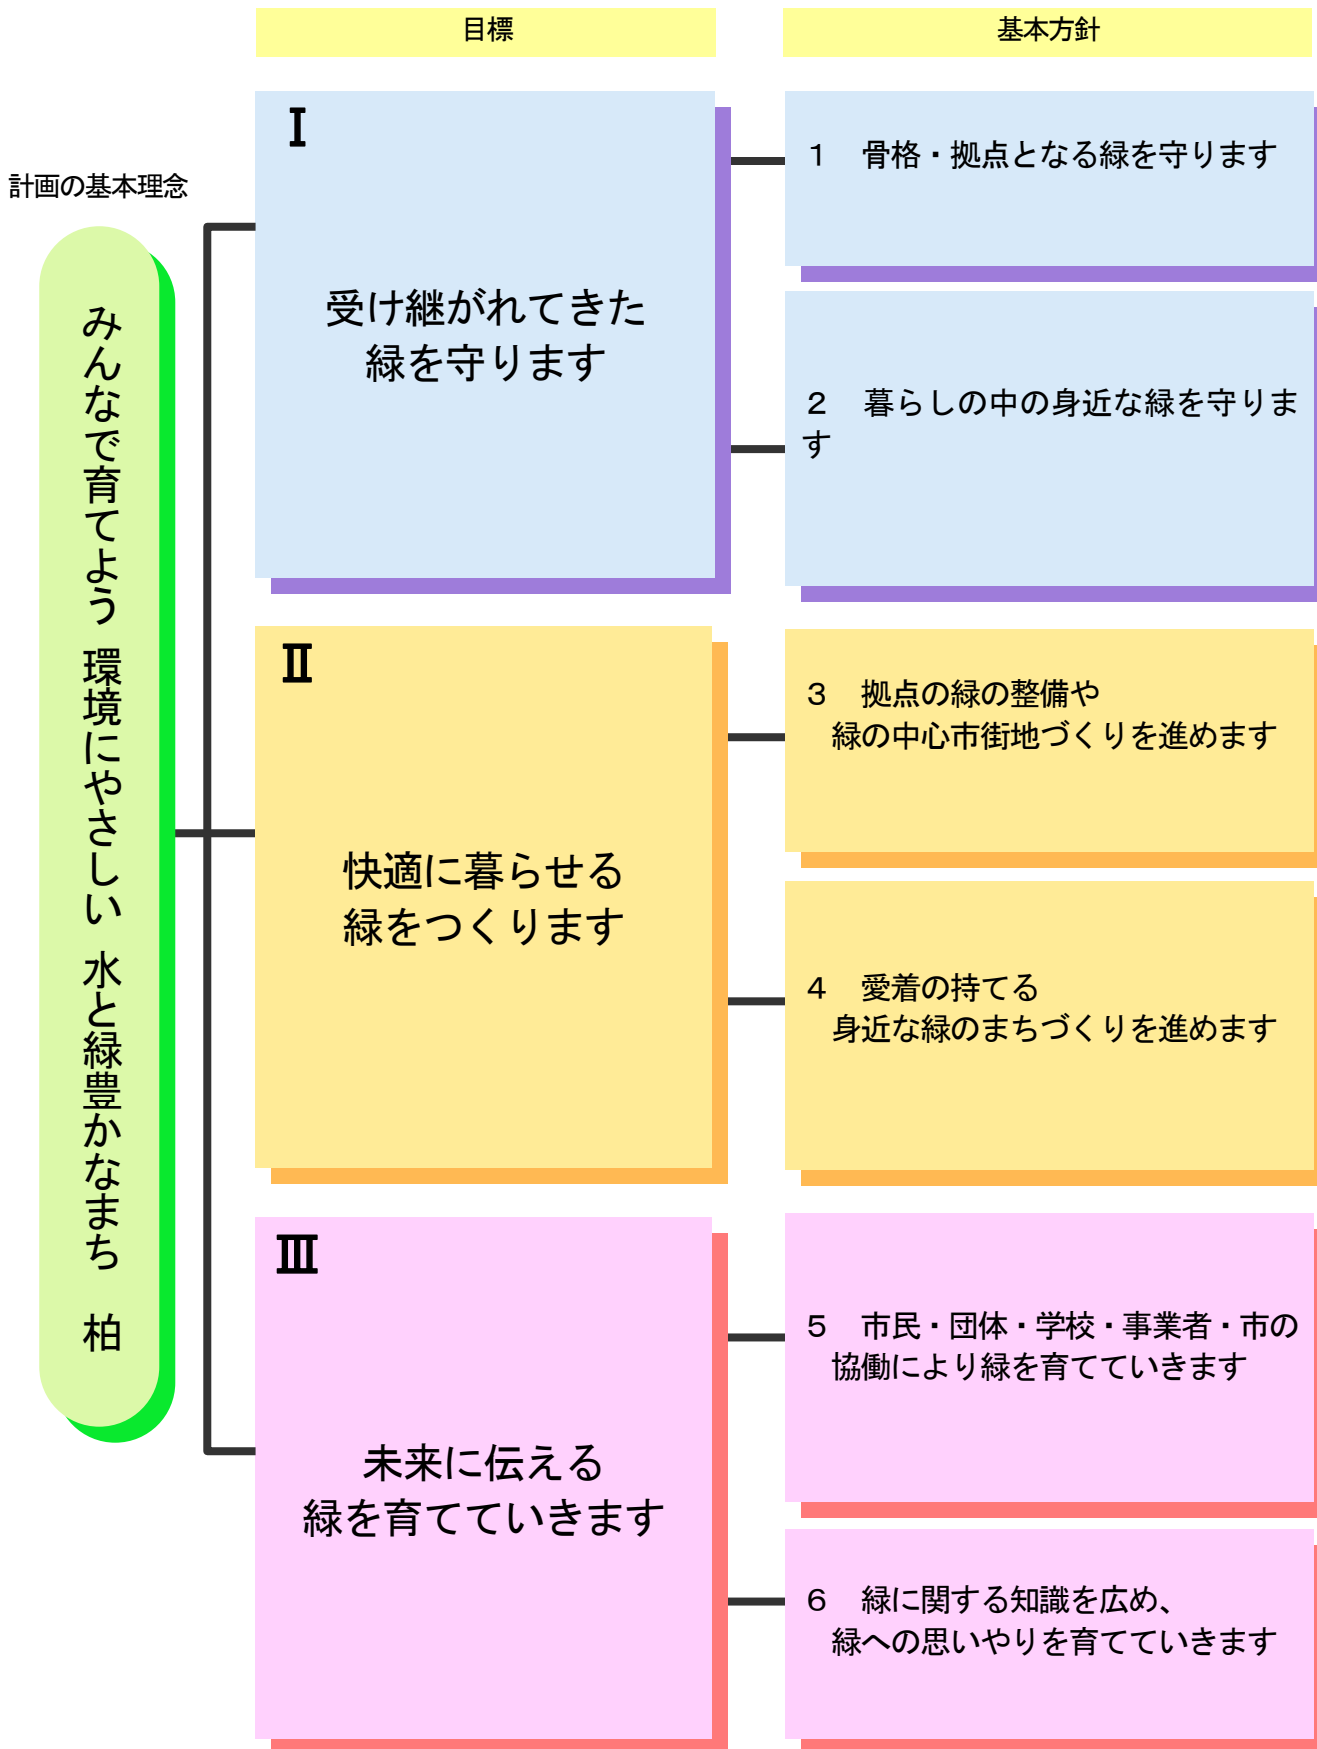 目標
基本方針
計画の基本理念
みんなで育てよう 環境にやさしい 水と緑豊かなまち　柏
Ⅰ
受け継がれてきた
緑を守ります
１　骨格・拠点となる緑を守ります
２　暮らしの中の身近な緑を守りま
す
Ⅱ
快適に暮らせる
緑をつくります
３　拠点の緑の整備や
緑の中心市街地づくりを進めます
４　愛着の持てる
身近な緑のまちづくりを進めます
Ⅲ
未来に伝える
緑を育てていきます
５　市民・団体・学校・事業者・市の
協働により緑を育てていきます
６　緑に関する知識を広め、
緑への思いやりを育てていきます